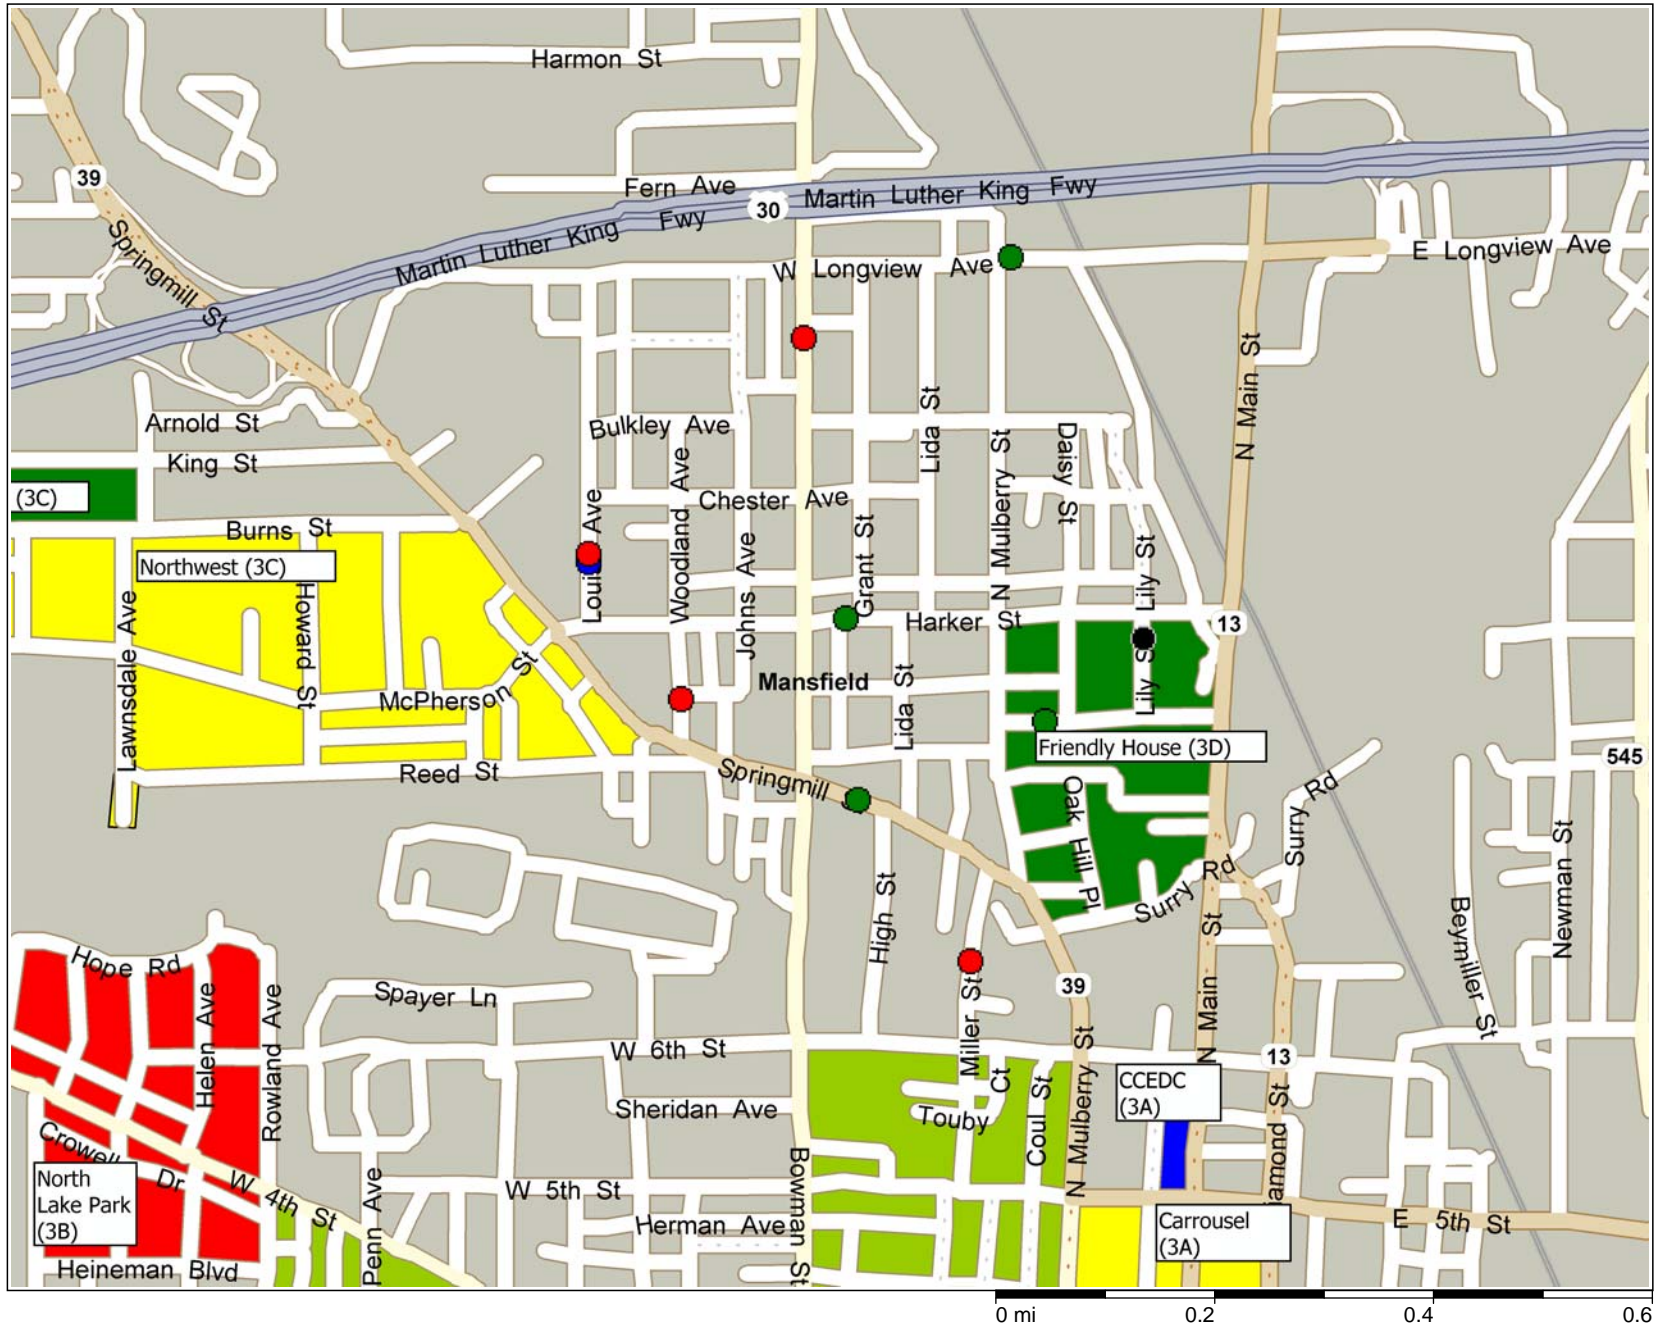 Harmon St
39
Fern Ave
Martin Luther King Fwy
30
Martin Luther King Fwy
Springmill St
W Longview Ave
E Longview Ave
N Main St
Arnold St
King St
Bulkley Ave
Lida St
N Mulberry St
Daisy St
(3C)
Chester Ave
Burns St
Northwest (3C)
Ave
Woodland Ave
Johns Ave
Grant St
Lily St
Lawnsdale Ave
Howard St
Harker St
13
McPherson St
Mansfield
Lida St
Lily St
Friendly House (3D)
545
Reed St
Springmill
Oak Hill Pl
Surry Rd
Surry Rd
Newman St
High St
Beymiller St
Hope Rd
Helen Ave
Rowland Ave
Spayer Ln
Miller St
39
N Main St
W 6th St
13
CCEDC
(3A)
Sheridan Ave
Touby Ct
Coul St
N Mulberry St
iamond St
Crowell Dr
North
Lake Park
(3B)
W 4th St
Penn Ave
W 5th St
Bowman St
Herman Ave
Carrousel
(3A)
E 5th St
Heineman Blvd
0 mi 0.2 0.4 0.6